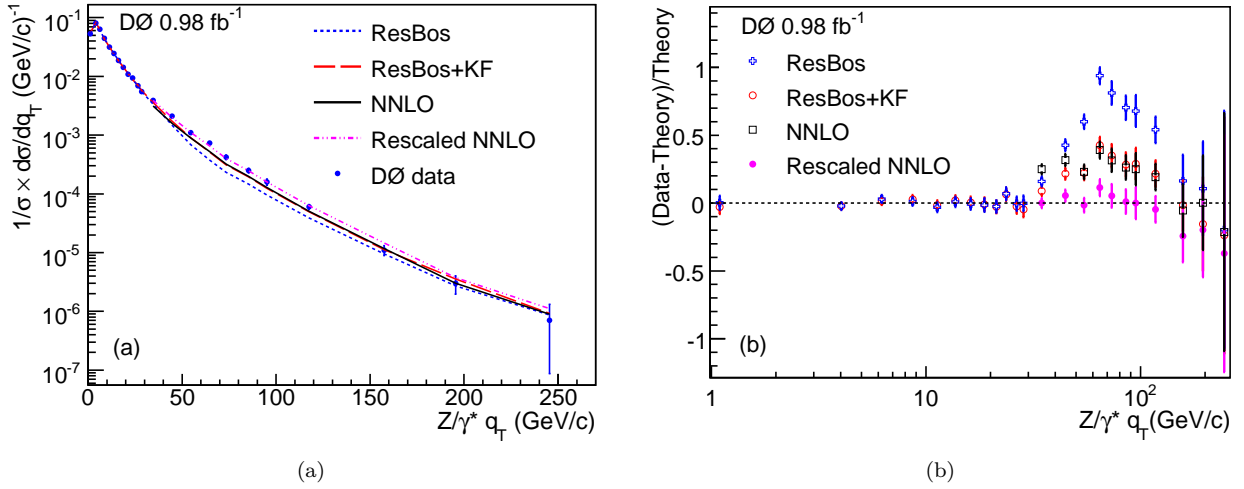 DØ 0.98 fb⁻¹
ResBos
ResBos+KF
NNLO
Rescaled NNLO
DØ data
1/σ × dσ/dq_T (GeV/c)⁻¹
10⁻¹
10⁻²
10⁻³
10⁻⁴
10⁻⁵
10⁻⁶
10⁻⁷
(a)
0 50 100 150 200 250
Z/γ* q_T (GeV/c)
(a)
DØ 0.98 fb⁻¹
ResBos
ResBos+KF
NNLO
Rescaled NNLO
(Data-Theory)/Theory
1
0.5
0
-0.5
-1
(b)
1 10 10²
Z/γ* q_T (GeV/c)
(b)